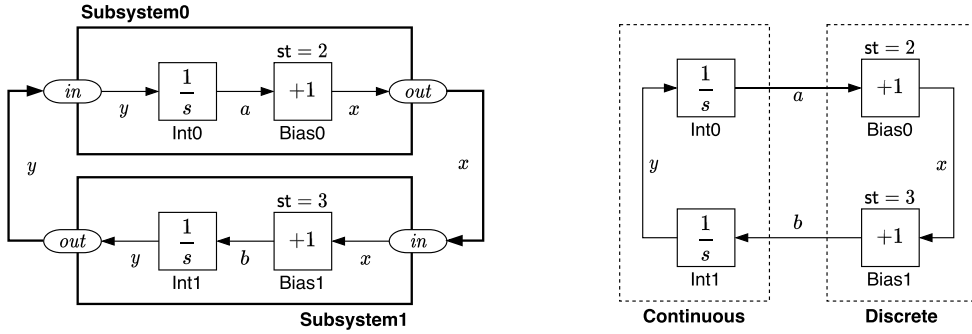 Subsystem0
st = 2
in
y
1
s
a
+1
x
out
Int0
Bias0
y
x
st = 3
out
y
1
s
b
+1
x
in
Int1
Bias1
Subsystem1
st = 2
1
s
a
+1
Int0
Bias0
y
x
st = 3
1
s
b
+1
Int1
Bias1
Continuous
Discrete